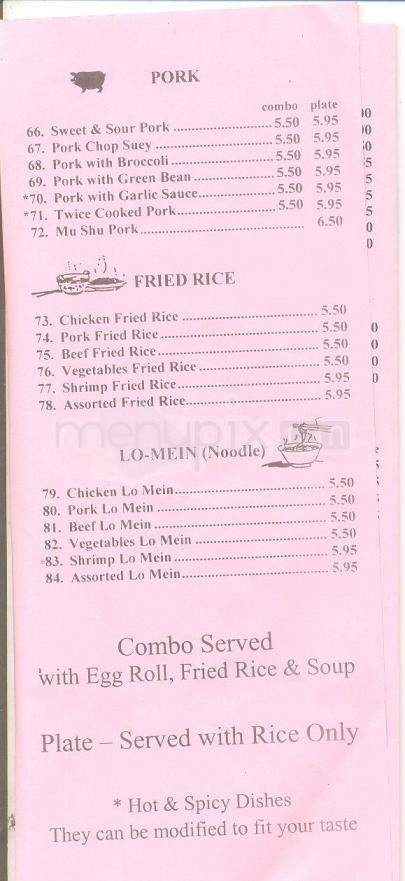 PORK
combo plate
66. Sweet & Sour Pork 5.50 5.95
67. Pork Chop Suey 5.50 5.95
68. Pork with Broccoli 5.50 5.95
69. Pork with Green Bean 5.50 5.95
*70. Pork with Garlic Sauce 5.50 5.95
*71. Twice Cooked Pork 5.50 5.95
72. Mu Shu Pork 6.50
FRIED RICE
73. Chicken Fried Rice 5.50
74. Pork Fried Rice 5.50
75. Beef Fried Rice 5.50
76. Vegetables Fried Rice 5.50
77. Shrimp Fried Rice 5.95
78. Assorted Fried Rice 5.95
menupix
LO-MEIN (Noodle)
79. Chicken Lo Mein 5.50
80. Pork Lo Mein 5.50
81. Beef Lo Mein 5.50
82. Vegetables Lo Mein 5.50
83. Shrimp Lo Mein 5.95
84. Assorted Lo Mein 5.95
Combo Served
with Egg Roll, Fried Rice & Soup
Plate – Served with Rice Only
* Hot & Spicy Dishes
They can be modified to fit your taste